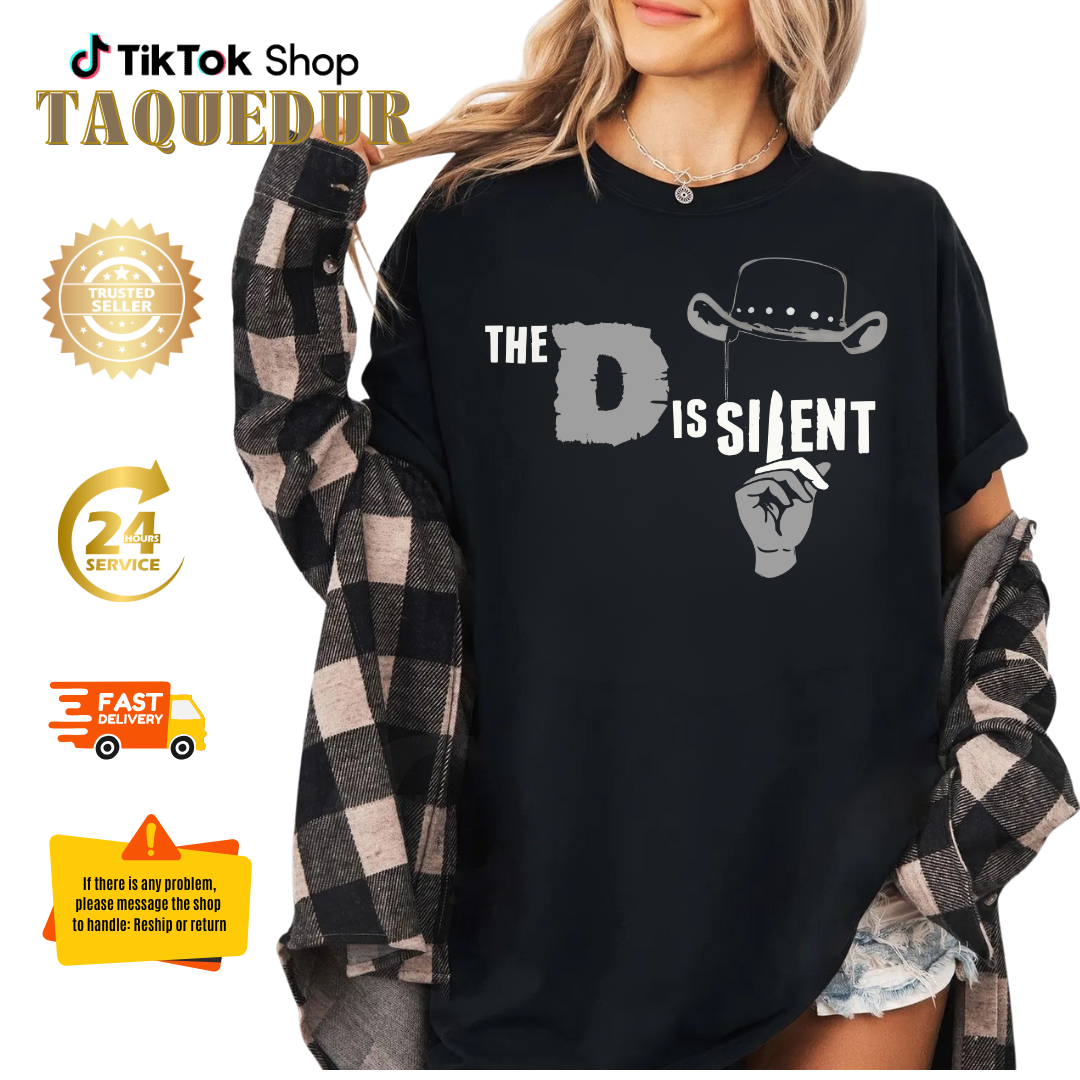 TikTok Shop
TAQUEDUR
TRUSTED
SELLER
24
HOURS
SERVICE
FAST
DELIVERY
If there is any problem,
please message the shop
to handle: Reship or return
THE D IS SILENT